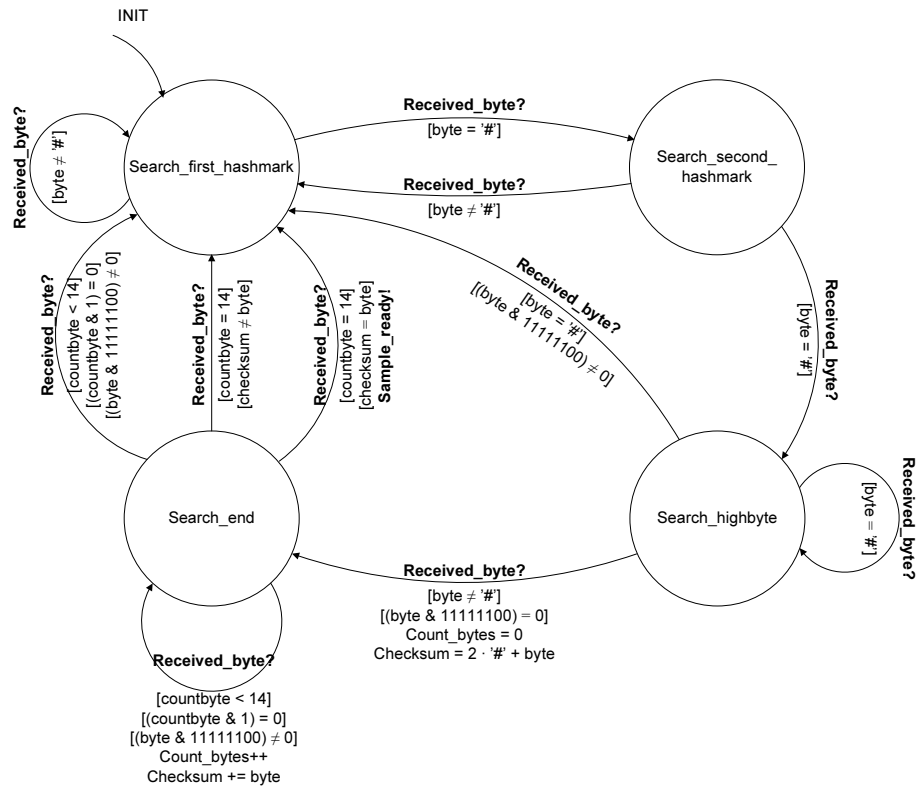 INIT
Search_first_hashmark
Received_byte?
[byte ≠ '#']
Received_byte?
[byte = '#']
Received_byte?
[byte ≠ '#']
Search_second_
hashmark
Received_byte?
[byte = '#']
Received_byte?
[byte = '#']
[(byte & 11111100) ≠ 0]
Received_byte?
[countbyte < 14]
[(countbyte & 1) = 0]
[(byte & 11111100) ≠ 0]
Received_byte?
[countbyte = 14]
[checksum ≠ byte]
Received_byte?
[countbyte = 14]
[checksum = byte]
Sample_ready!
Search_end
Search_highbyte
Received_byte?
[byte = '#']
Received_byte?
[byte ≠ '#']
[(byte & 11111100) = 0]
Count_bytes = 0
Checksum = 2 · '#' + byte
Received_byte?
[countbyte < 14]
[(countbyte & 1) = 0]
[(byte & 11111100) ≠ 0]
Count_bytes++
Checksum += byte